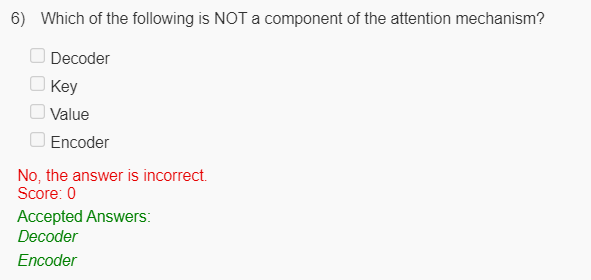 6) Which of the following is NOT a component of the attention mechanism?
Decoder
Key
Value
Encoder
No, the answer is incorrect.
Score: 0
Accepted Answers:
Decoder
Encoder